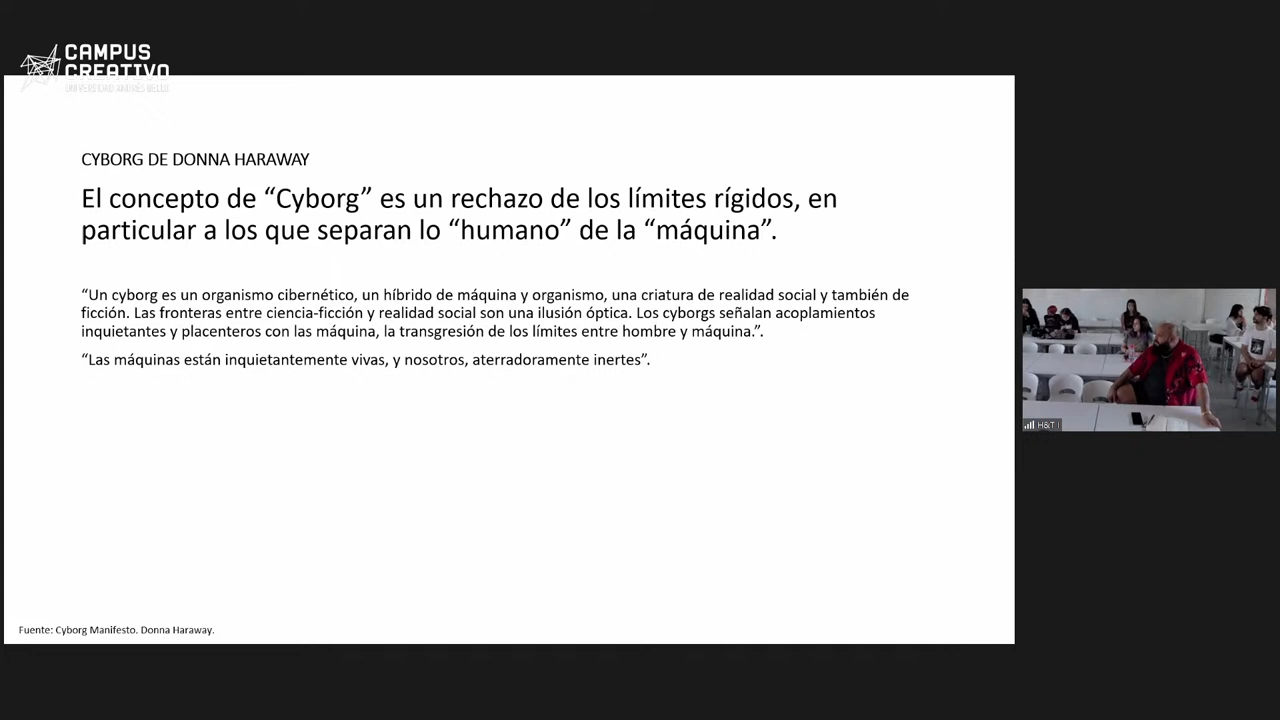 CAMPUS
CREATIVO
UNIVERSIDAD ANDRÉS BELLO
CYBORG DE DONNA HARAWAY
El concepto de “Cyborg” es un rechazo de los límites rígidos, en
particular a los que separan lo “humano” de la “máquina”.
“Un cyborg es un organismo cibernético, un híbrido de máquina y organismo, una criatura de realidad social y también de
ficción. Las fronteras entre ciencia-ficción y realidad social son una ilusión óptica. Los cyborgs señalan acoplamientos
inquietantes y placenteros con las máquina, la transgresión de los límites entre hombre y máquina.”.
“Las máquinas están inquietantemente vivas, y nosotros, aterradoramente inertes”.
H&T I
Fuente: Cyborg Manifesto. Donna Haraway.